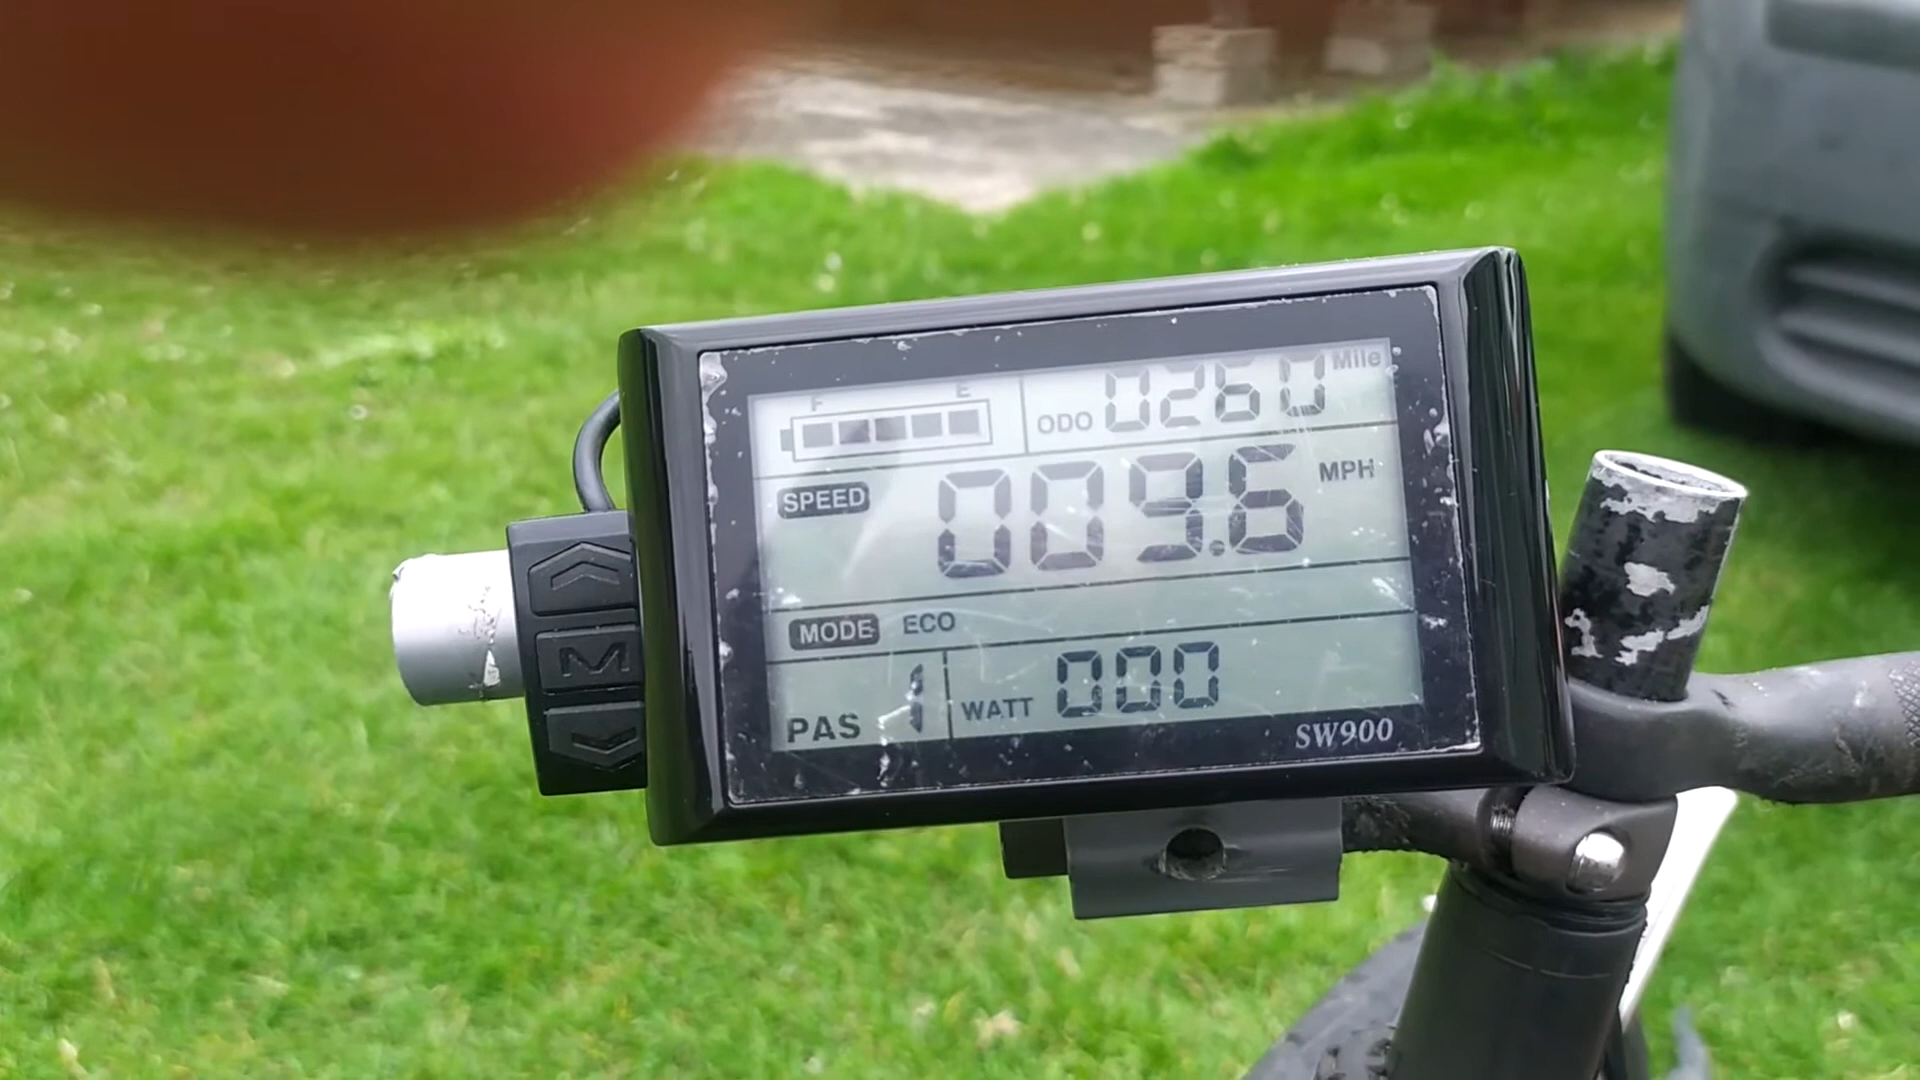 F E
ODO 0260 Mile
SPEED 009.6 MPH
MODE ECO
PAS 1 WATT 000
SW900
M